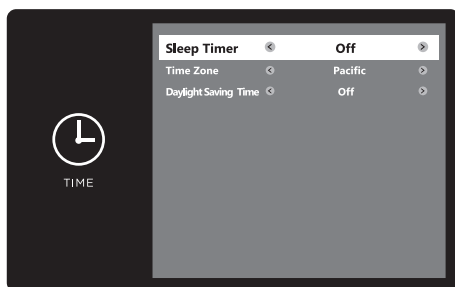 Sleep Timer Off
Time Zone Pacific
Daylight Saving Time Off
TIME